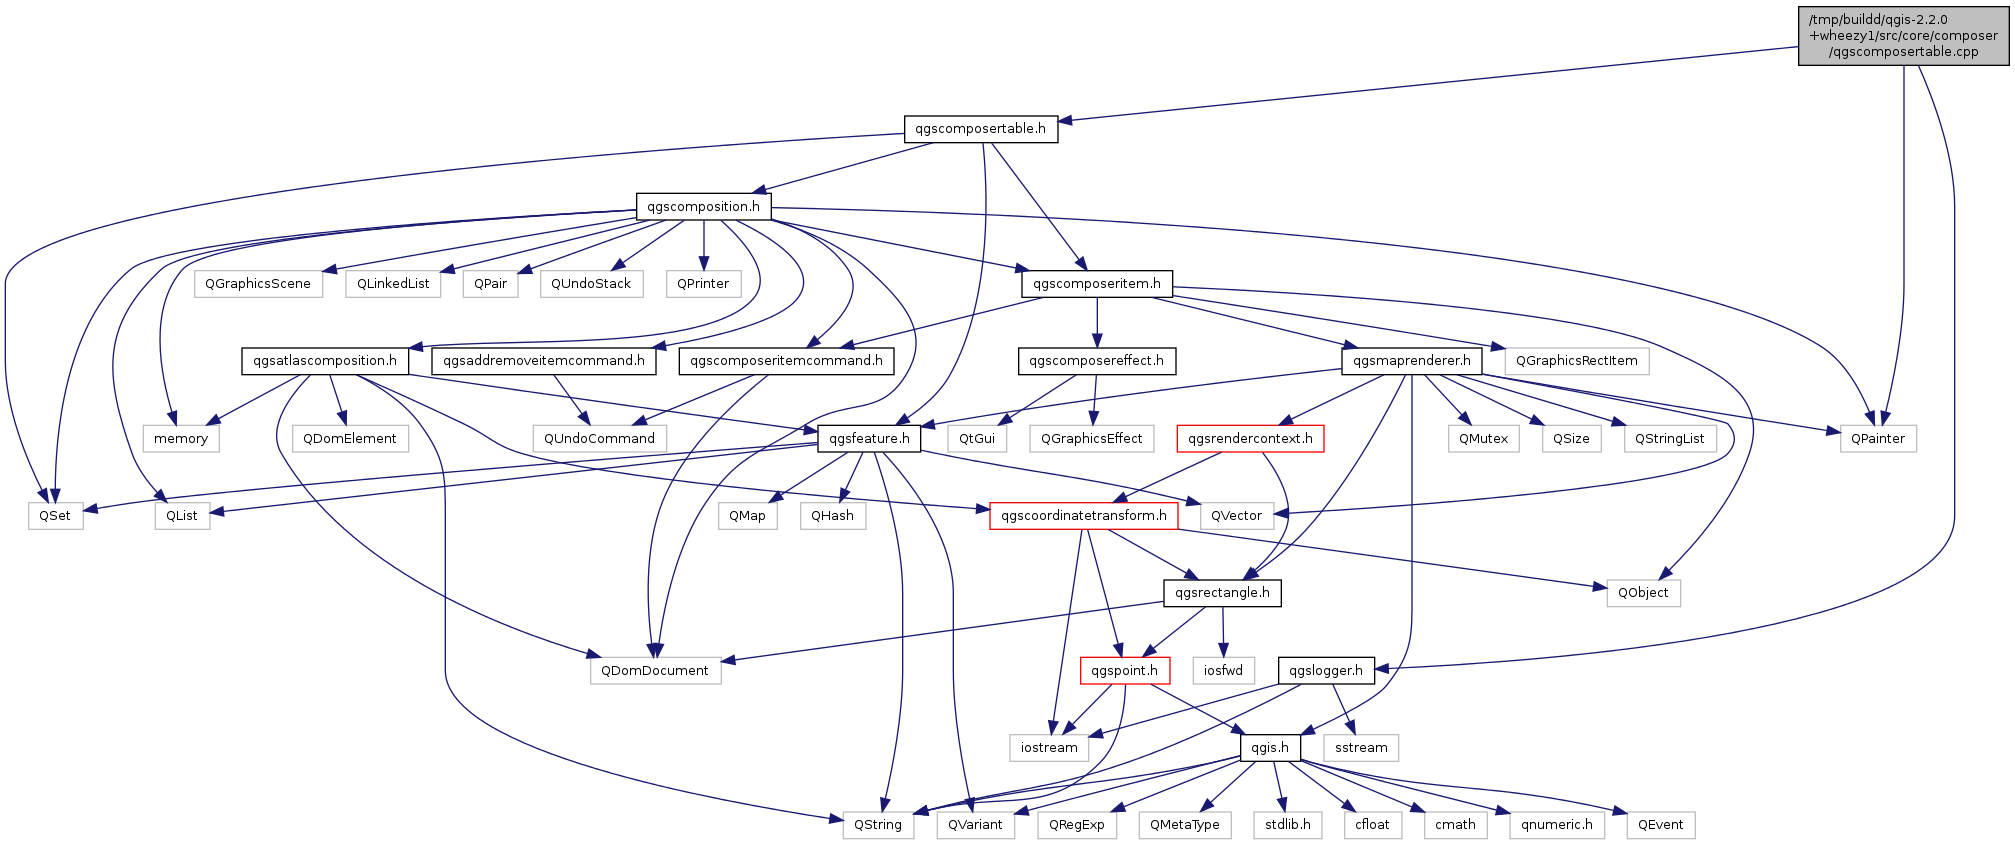 /tmp/buildd/qgis-2.2.0
+wheezy1/src/core/composer
/qgscomposertable.cpp
qgscomposertable.h
qgscomposition.h
QGraphicsScene
QLinkedList
QPair
QUndoStack
QPrinter
qgscomposeritem.h
qgsatlascomposition.h
qgsaddremoveitemcommand.h
qgscomposeritemcommand.h
qgscomposereffect.h
qgsmaprenderer.h
QGraphicsRectItem
memory
QDomElement
QUndoCommand
qgsfeature.h
QtGui
QGraphicsEffect
qgsrendercontext.h
QMutex
QSize
QStringList
QPainter
QSet
QList
QMap
QHash
qgscoordinatetransform.h
QVector
qgsrectangle.h
QObject
QDomDocument
qgspoint.h
iosfwd
qgslogger.h
iostream
qgis.h
sstream
QString
QVariant
QRegExp
QMetaType
stdlib.h
cfloat
cmath
qnumeric.h
QEvent